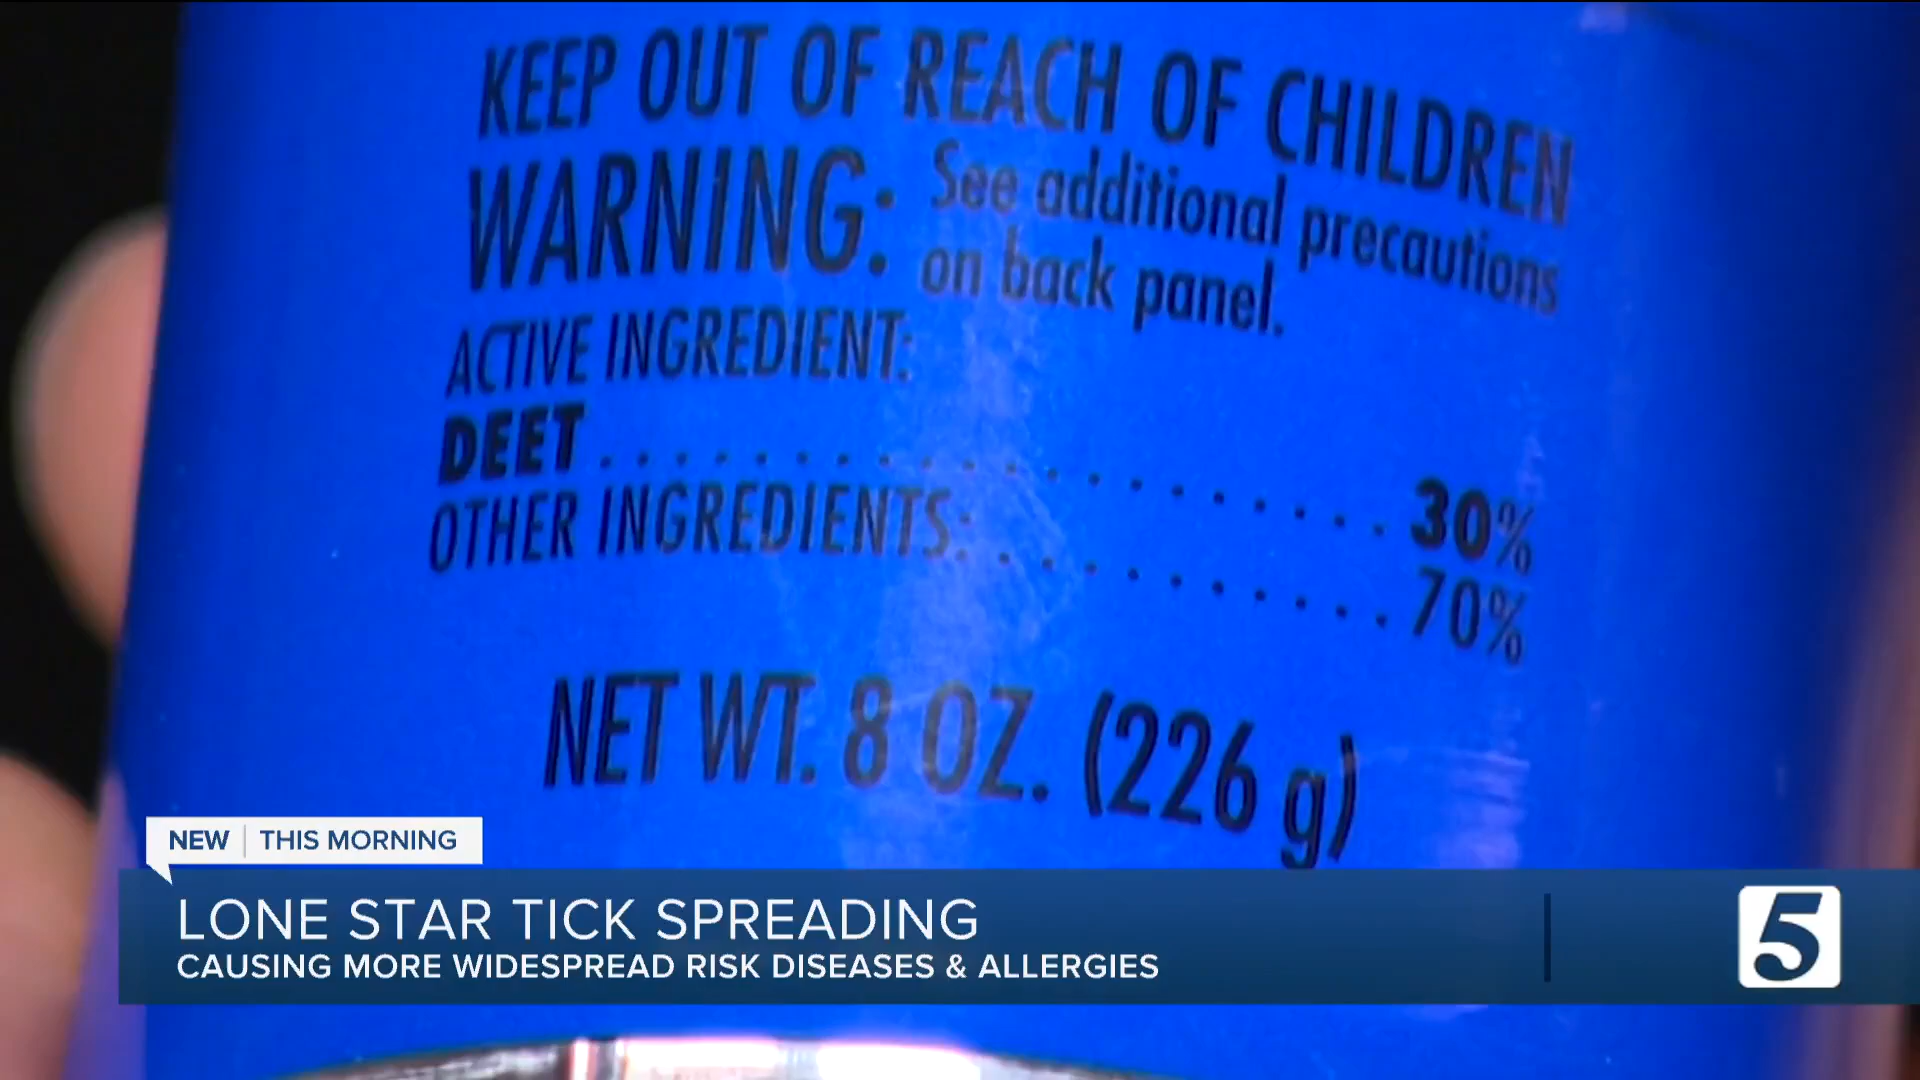 KEEP OUT OF REACH OF CHILDREN
WARNING: See additional precautions
on back panel.
ACTIVE INGREDIENT:
DEET . . . . . . . . . . . . . . . . . . . . 30%
OTHER INGREDIENTS: . . . . . . . . . . 70%
NET WT. 8 OZ. (226 g)
NEW | THIS MORNING
LONE STAR TICK SPREADING
CAUSING MORE WIDESPREAD RISK DISEASES & ALLERGIES
5